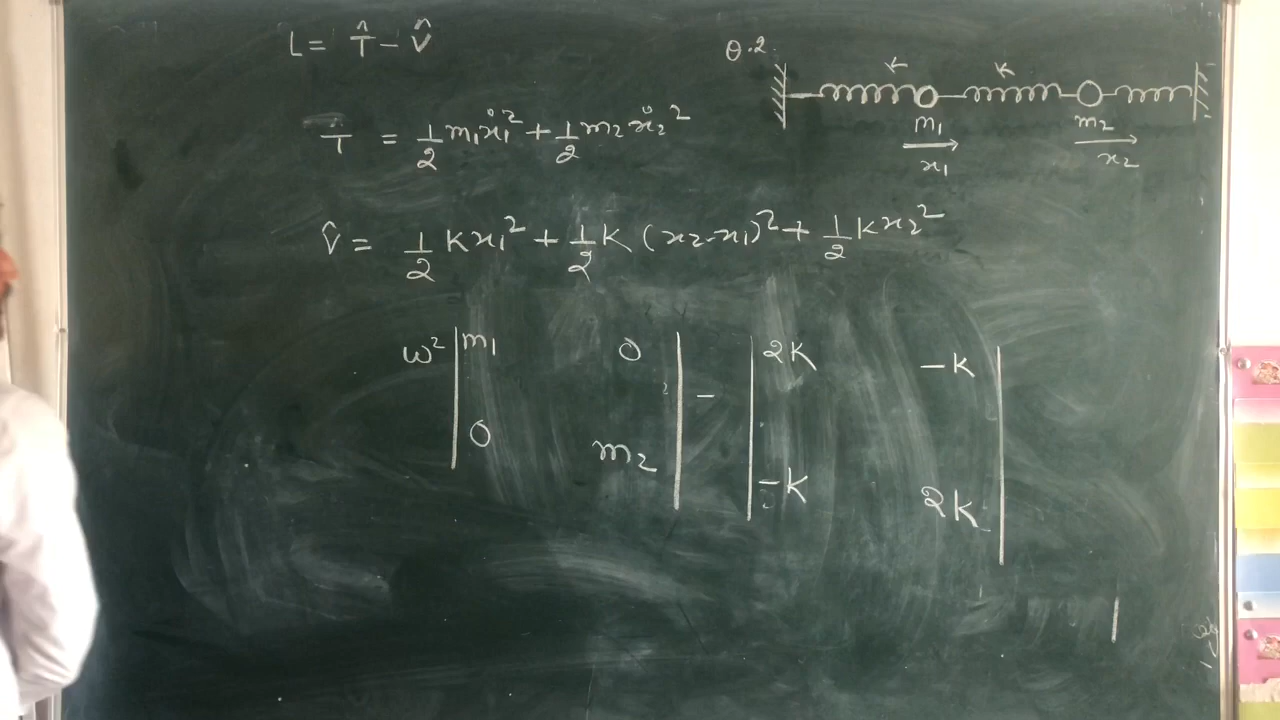 L = T̂ - V̂
Q.2
K K
m₁ m₂
x₁ x₂
T̂ = 1/2 m₁ẋ₁² + 1/2 m₂ẋ₂²
V̂ = 1/2 Kx₁² + 1/2 K (x₂-x₁)² + 1/2 Kx₂²
ω² | m₁ 0 | - | 2K -K |
| 0 m₂ | | -K 2K |